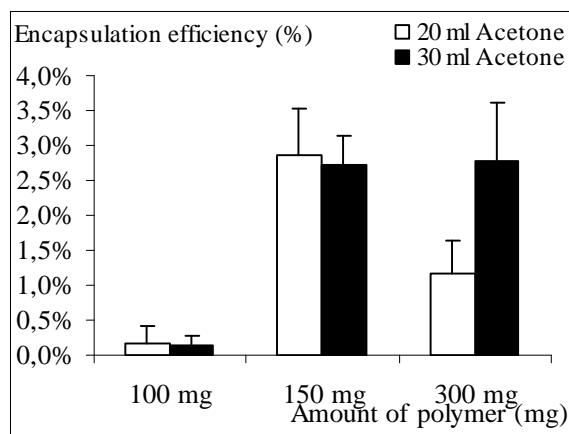 Encapsulation efficiency (%)
20 ml Acetone
30 ml Acetone
4,0%
3,5%
3,0%
2,5%
2,0%
1,5%
1,0%
0,5%
0,0%
100 mg 150 mg 300 mg
Amount of polymer (mg)